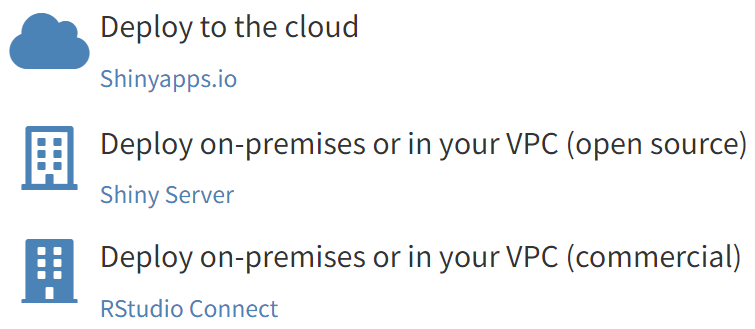 Deploy to the cloud
Shinyapps.io
Deploy on-premises or in your VPC (open source)
Shiny Server
Deploy on-premises or in your VPC (commercial)
RStudio Connect